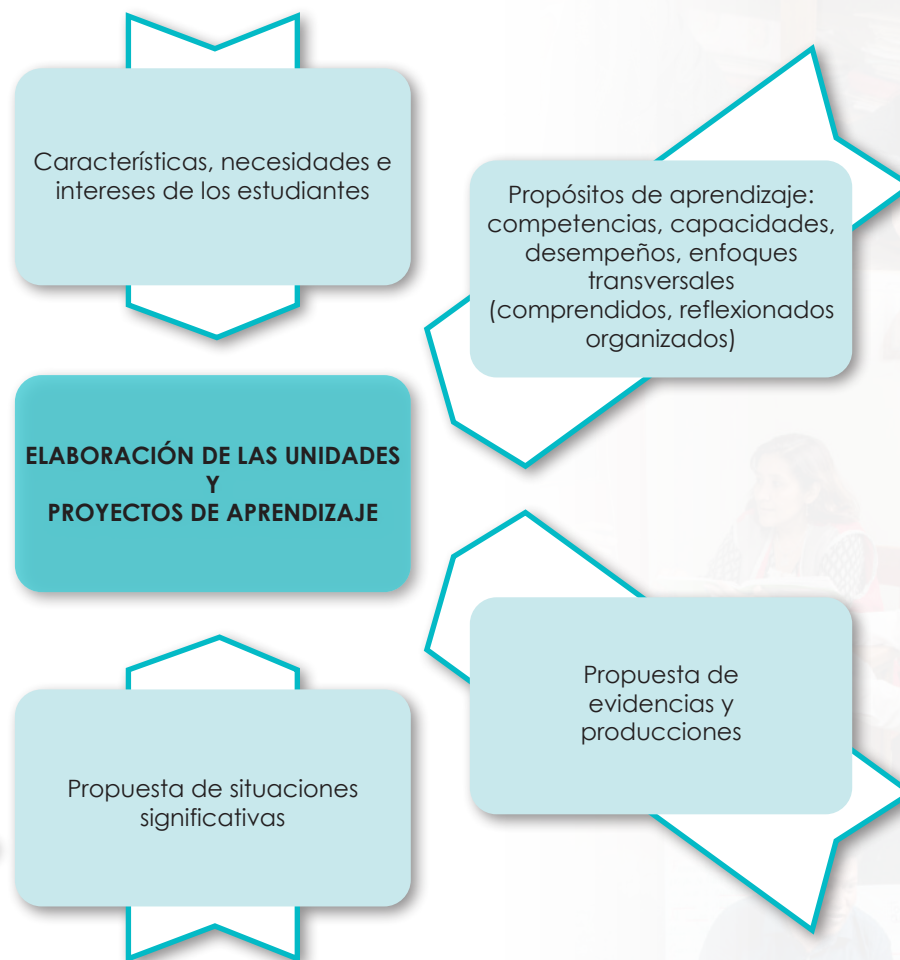 Características, necesidades e
intereses de los estudiantes
Propósitos de aprendizaje:
competencias, capacidades,
desempeños, enfoques
transversales
(comprendidos, reflexionados
organizados)
ELABORACIÓN DE LAS UNIDADES
Y
PROYECTOS DE APRENDIZAJE
Propuesta de
evidencias y
producciones
Propuesta de situaciones
significativas